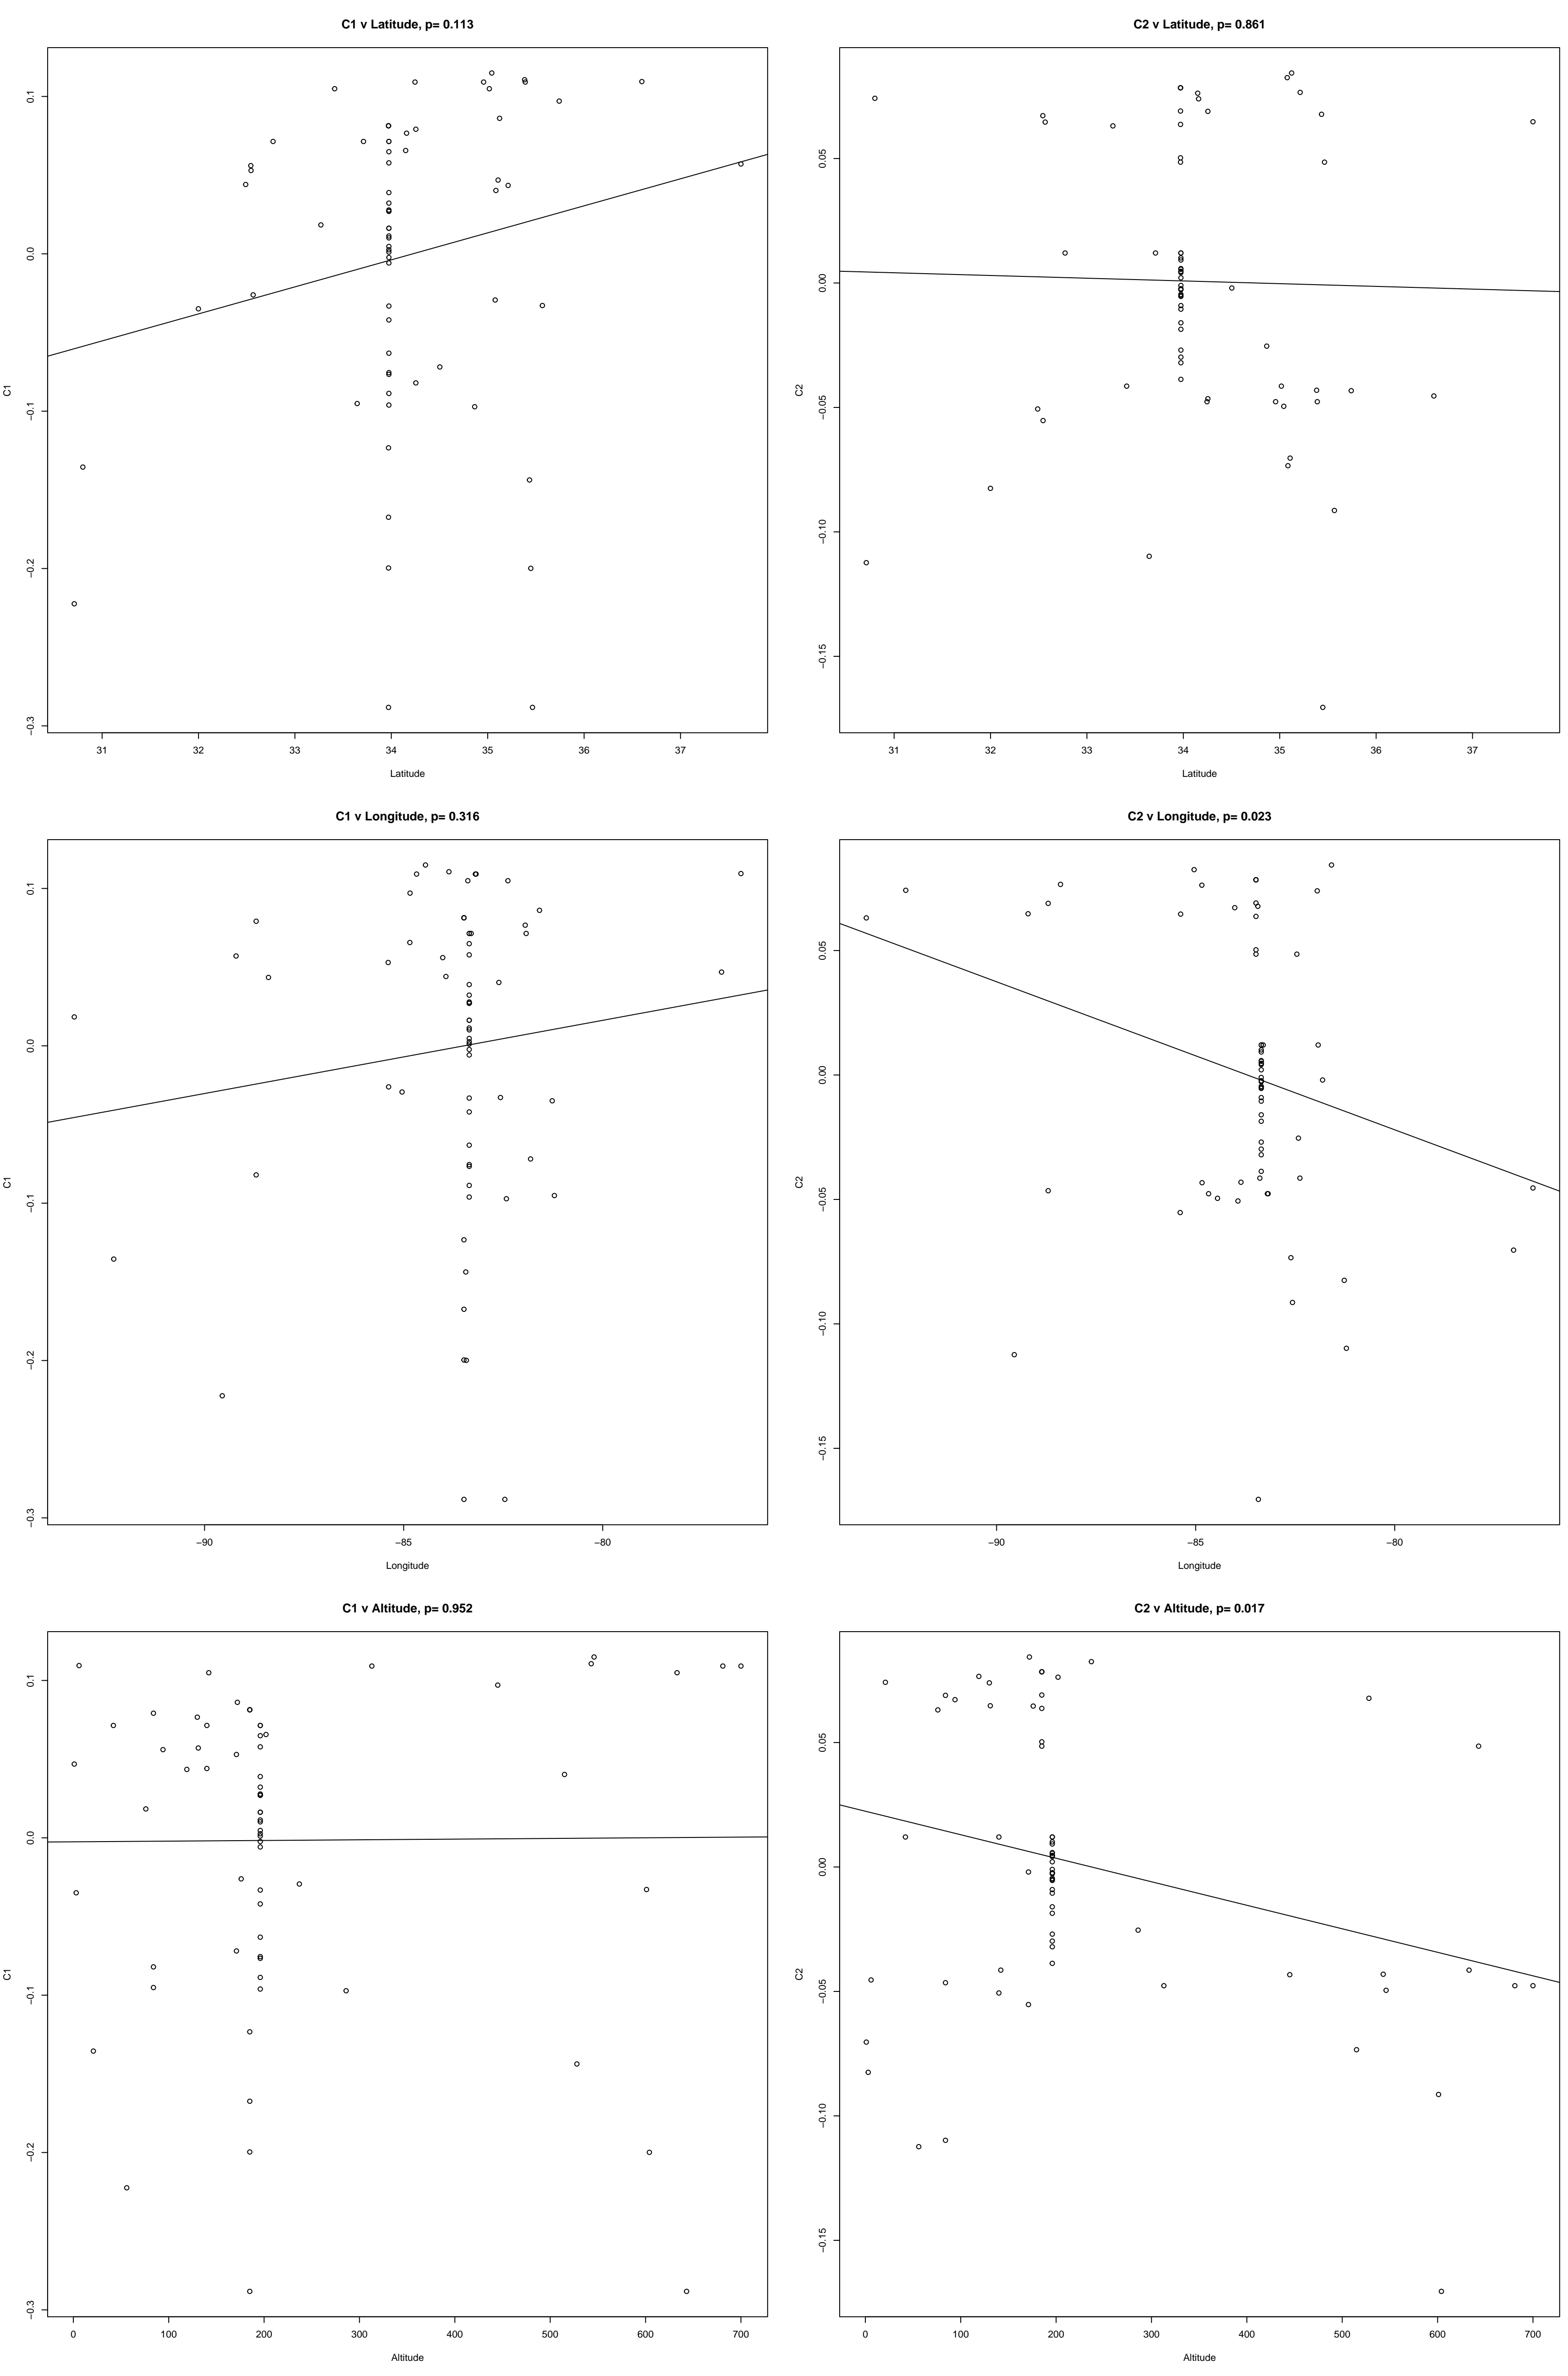 C1 v Latitude, p= 0.113
C1
0.1
0.0
−0.1
−0.2
−0.3
31 32 33 34 35 36 37
Latitude
C2 v Latitude, p= 0.861
C2
0.05
0.00
−0.05
−0.10
−0.15
31 32 33 34 35 36 37
Latitude
C1 v Longitude, p= 0.316
C1
0.1
0.0
−0.1
−0.2
−0.3
−90 −85 −80
Longitude
C2 v Longitude, p= 0.023
C2
0.05
0.00
−0.05
−0.10
−0.15
−90 −85 −80
Longitude
C1 v Altitude, p= 0.952
C1
0.1
0.0
−0.1
−0.2
−0.3
0 100 200 300 400 500 600 700
Altitude
C2 v Altitude, p= 0.017
C2
0.05
0.00
−0.05
−0.10
−0.15
0 100 200 300 400 500 600 700
Altitude